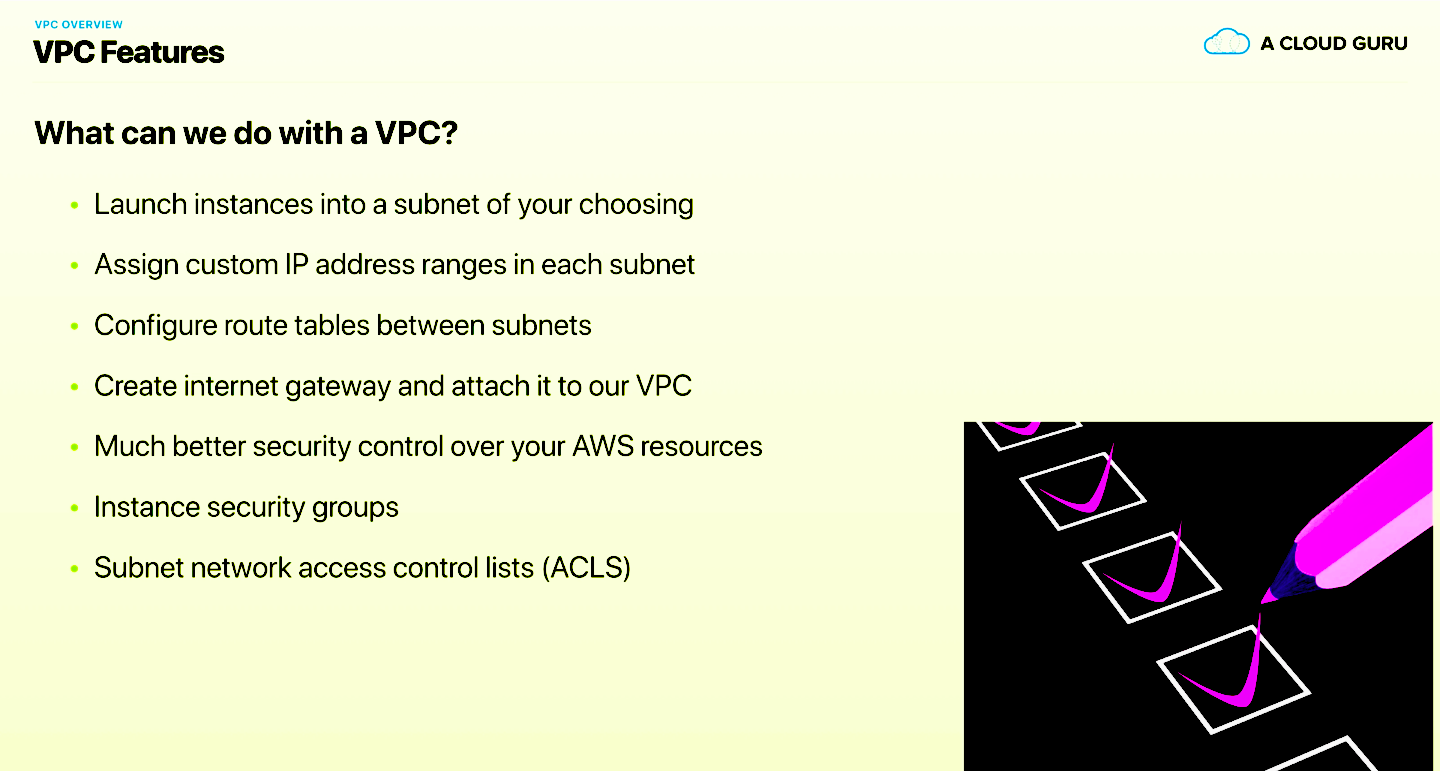 VPC OVERVIEW
VPC Features
A CLOUD GURU
What can we do with a VPC?
• Launch instances into a subnet of your choosing
• Assign custom IP address ranges in each subnet
• Configure route tables between subnets
• Create internet gateway and attach it to our VPC
• Much better security control over your AWS resources
• Instance security groups
• Subnet network access control lists (ACLS)